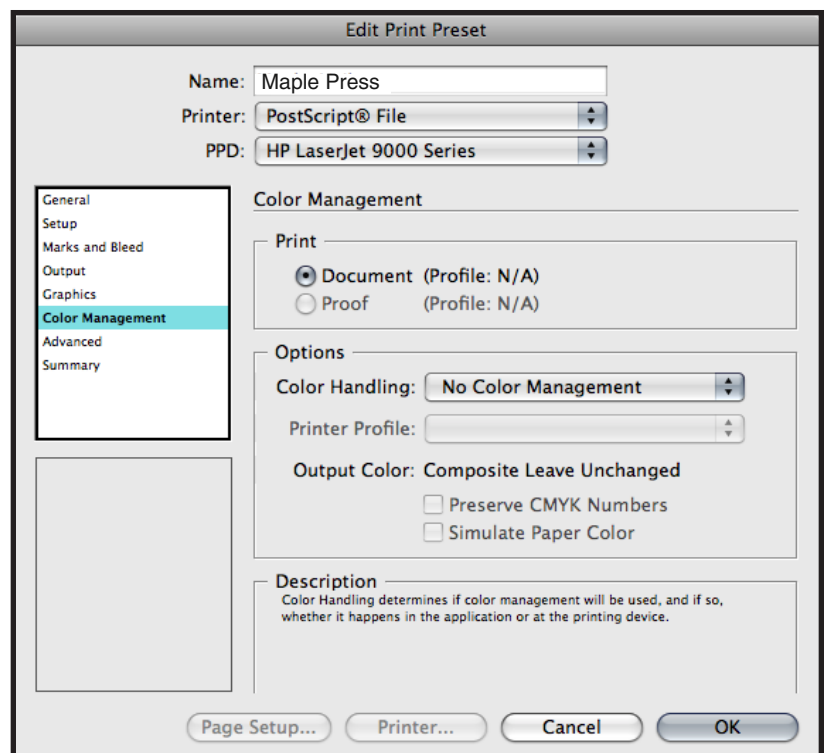 Edit Print Preset
Name: Maple Press
Printer: PostScript® File
PPD: HP LaserJet 9000 Series
General
Setup
Marks and Bleed
Output
Graphics
Color Management
Advanced
Summary
Color Management
Print
Document (Profile: N/A)
Proof (Profile: N/A)
Options
Color Handling: No Color Management
Printer Profile:
Output Color: Composite Leave Unchanged
Preserve CMYK Numbers
Simulate Paper Color
Description
Color Handling determines if color management will be used, and if so,
whether it happens in the application or at the printing device.
Page Setup... Printer... Cancel OK